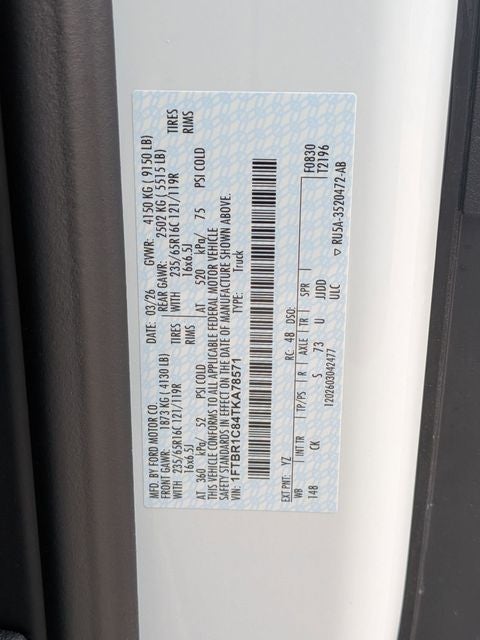 MFD. BY FORD MOTOR CO. DATE: 03/26 GVWR: 4150 KG ( 9150 LB)
FRONT GAWR: 1873 KG ( 4130 LB) REAR GAWR: 2502 KG ( 5515 LB)
WITH 235/65R16C 121/119R TIRES WITH 235/65R16C 121/119R TIRES
16x6.5J RIMS 16x6.5J RIMS
AT 360 kPa/ 52 PSI COLD AT 520 kPa/ 75 PSI COLD
THIS VEHICLE CONFORMS TO ALL APPLICABLE FEDERAL MOTOR VEHICLE
SAFETY STANDARDS IN EFFECT ON THE DATE OF MANUFACTURE SHOWN ABOVE.
VIN: 1FTBR1C84TKA78571 TYPE: Truck
EXT PNT: YZ RC: 48 DSO: F0830
WB INT TR TP/PS R AXLE TR SPR T2196
148 CK S 73 U JJDD
1202603042477 ULC ▽ RU5A-3520472-AB